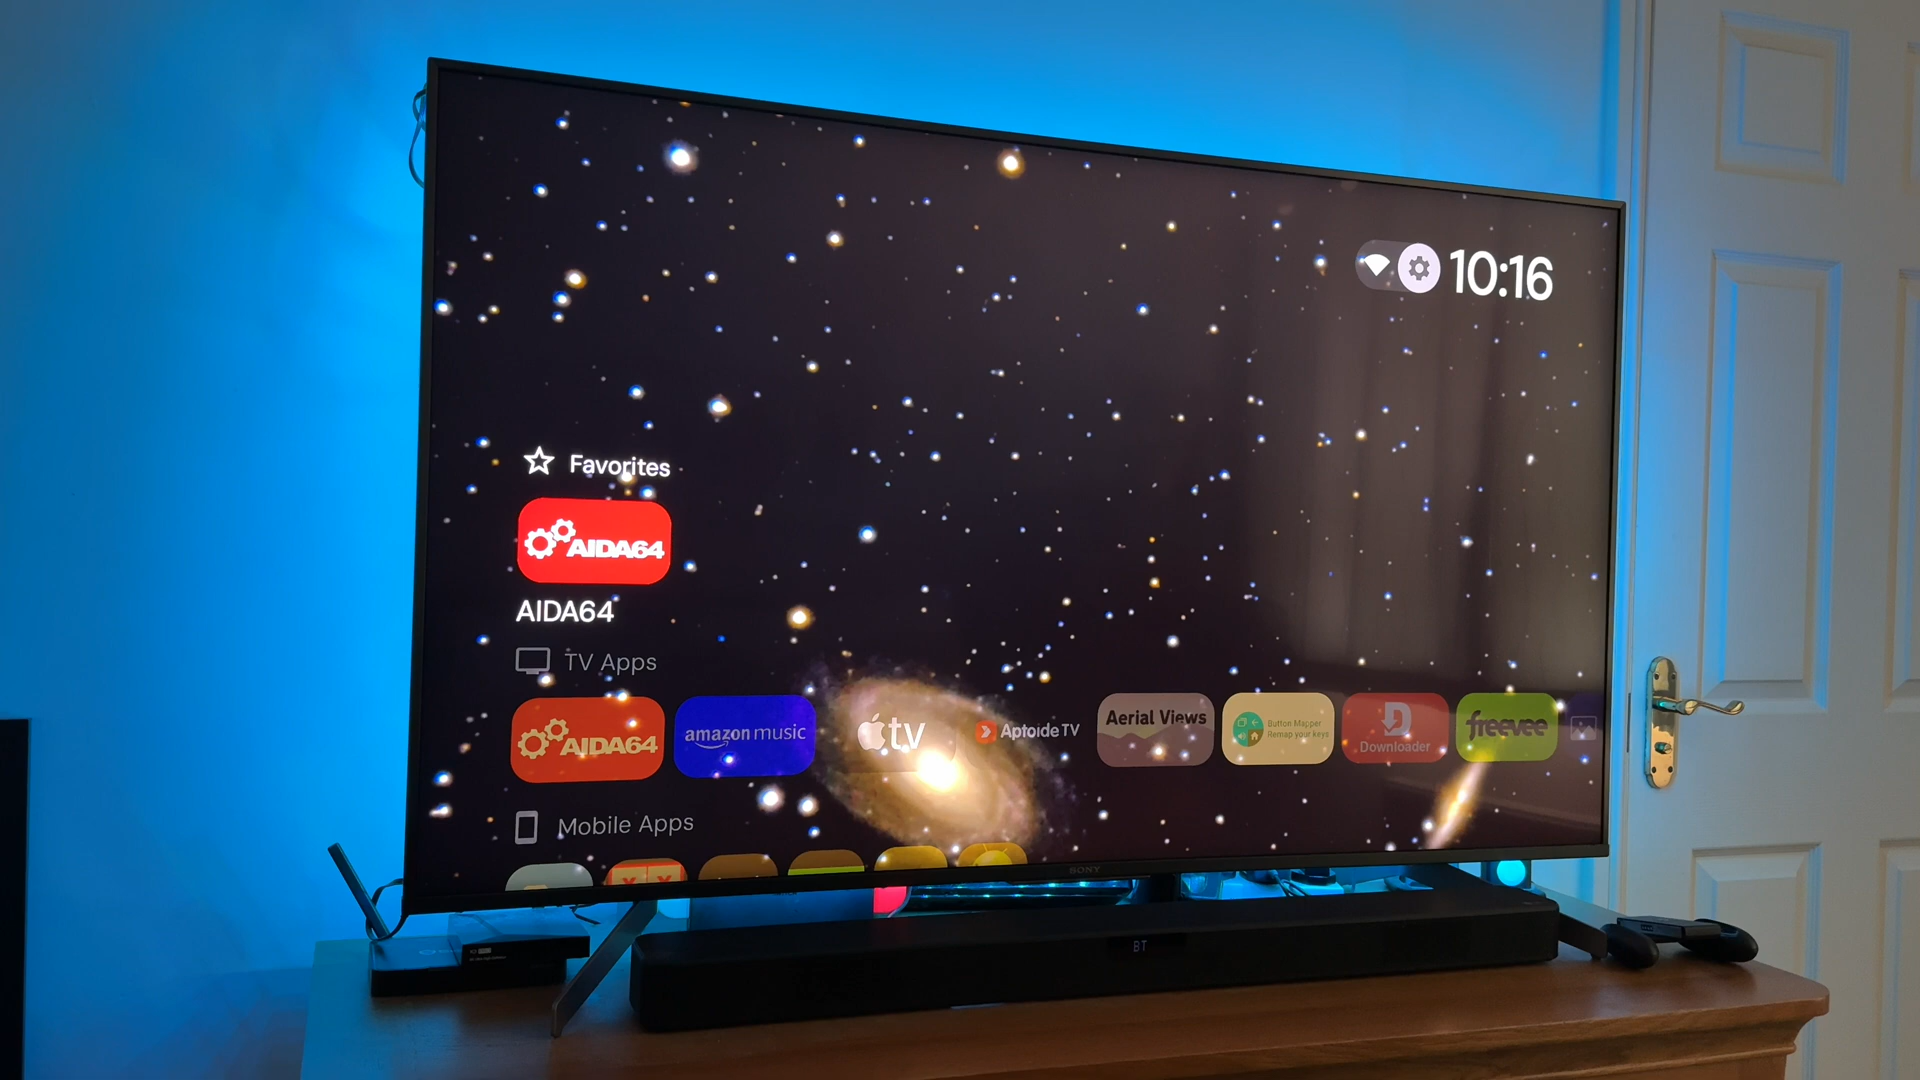 10:16
Favorites
AIDA64
AIDA64
TV Apps
AIDA64
amazon music
tv
Aptoide TV
Aerial Views
Button Mapper
Remap your keys
D
Downloader
freevee
Mobile Apps
SONY
BT